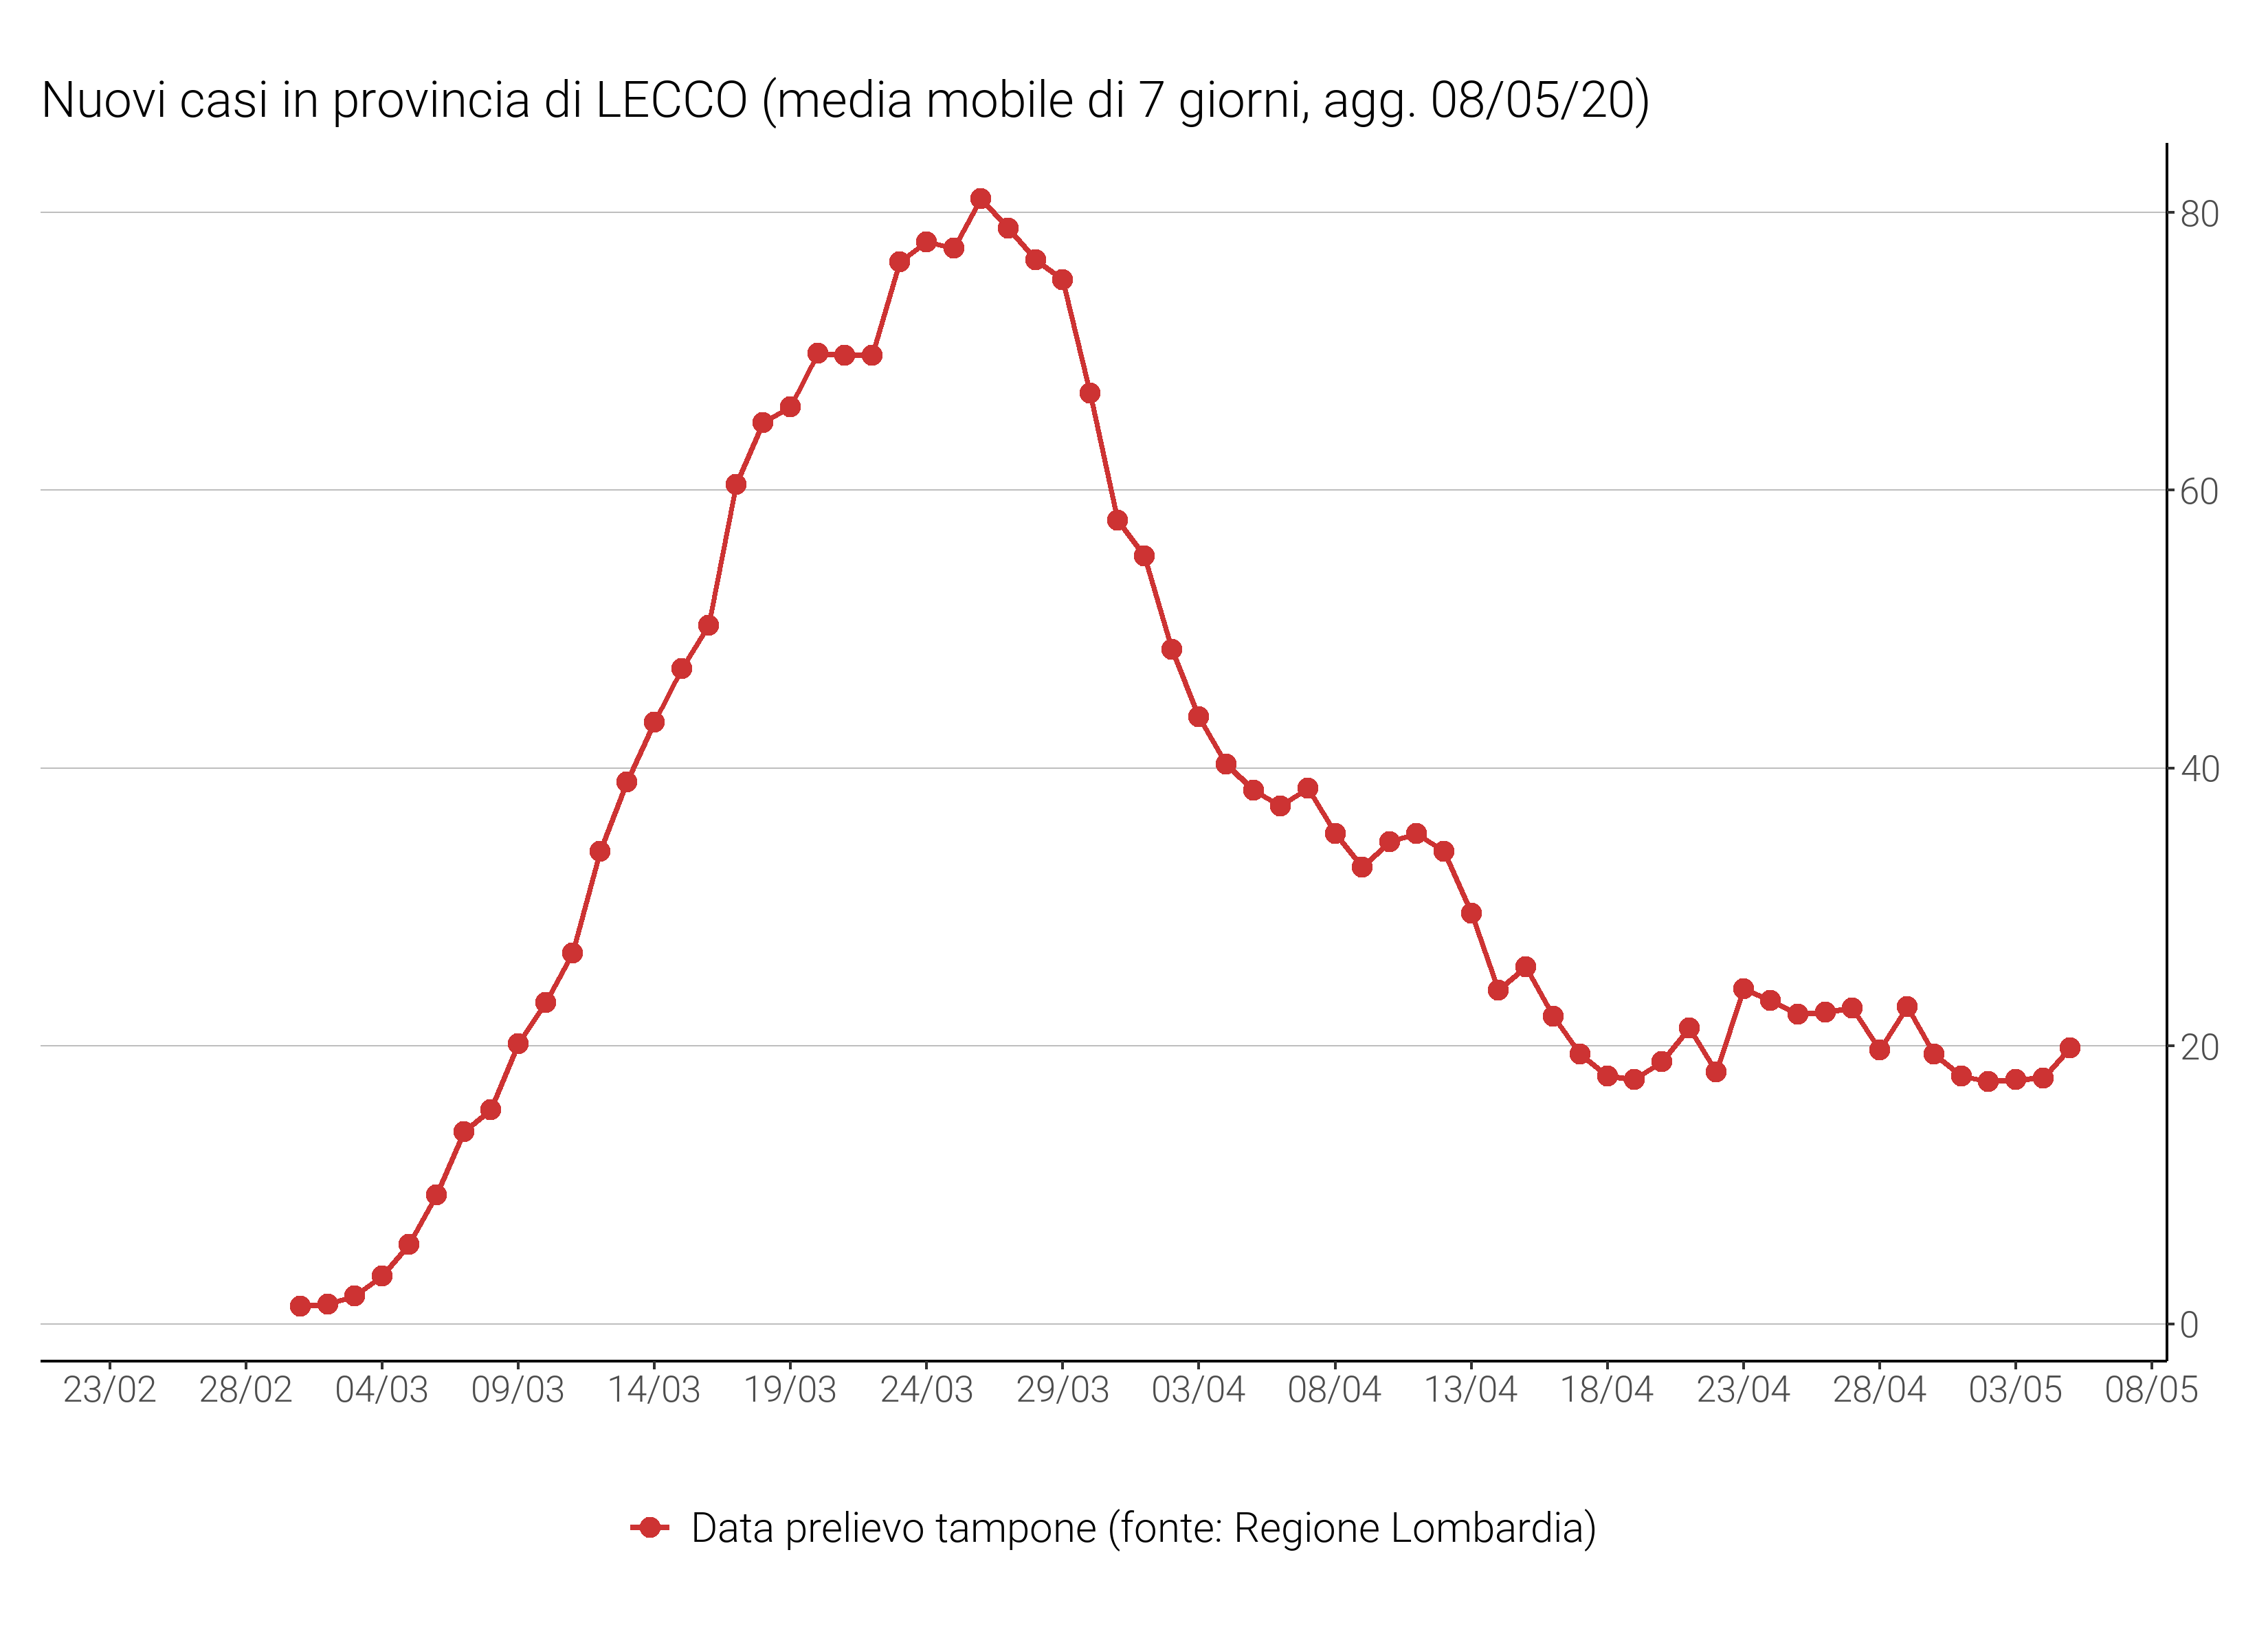 Nuovi casi in provincia di LECCO (media mobile di 7 giorni, agg. 08/05/20)
80
60
40
20
0
23/02 28/02 04/03 09/03 14/03 19/03 24/03 29/03 03/04 08/04 13/04 18/04 23/04 28/04 03/05 08/05
Data prelievo tampone (fonte: Regione Lombardia)